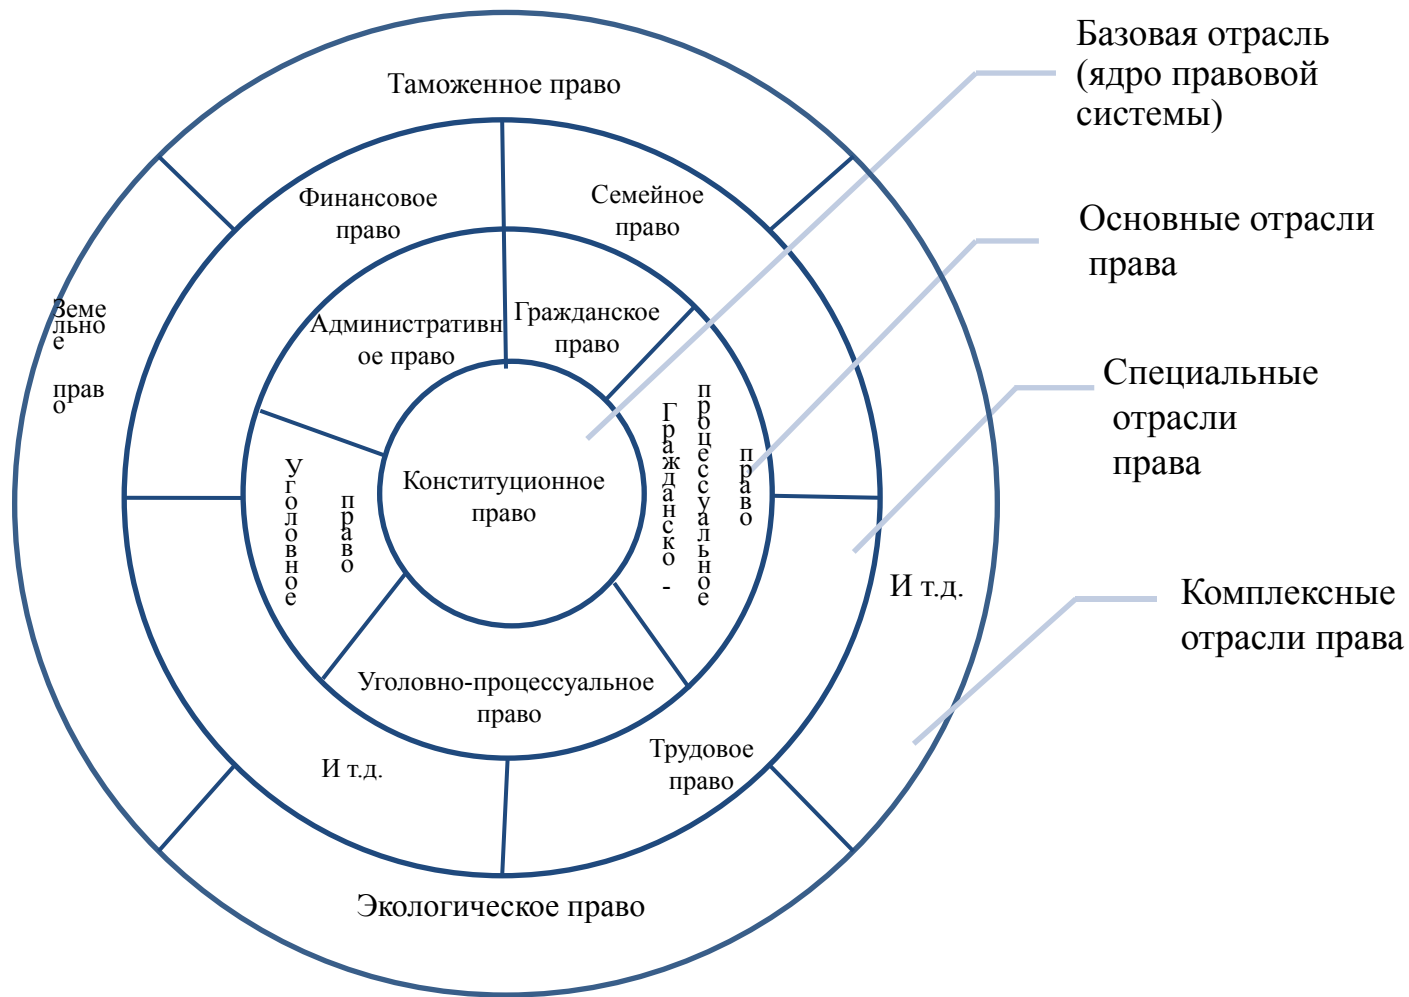 Базовая отрасль
(ядро правовой
системы)
Таможенное право
Финансовое
право
Семейное
право
Основные отрасли
права
Земе
льно
е
прав
о
Административн
ое право
Гражданское
право
Специальные
отрасли
права
Гражданско-
процессуальное
право
Уголовное
право
Конституционное
право
И т.д.
Комплексные
отрасли права
Уголовно-процессуальное
право
И т.д.
Трудовое
право
Экологическое право